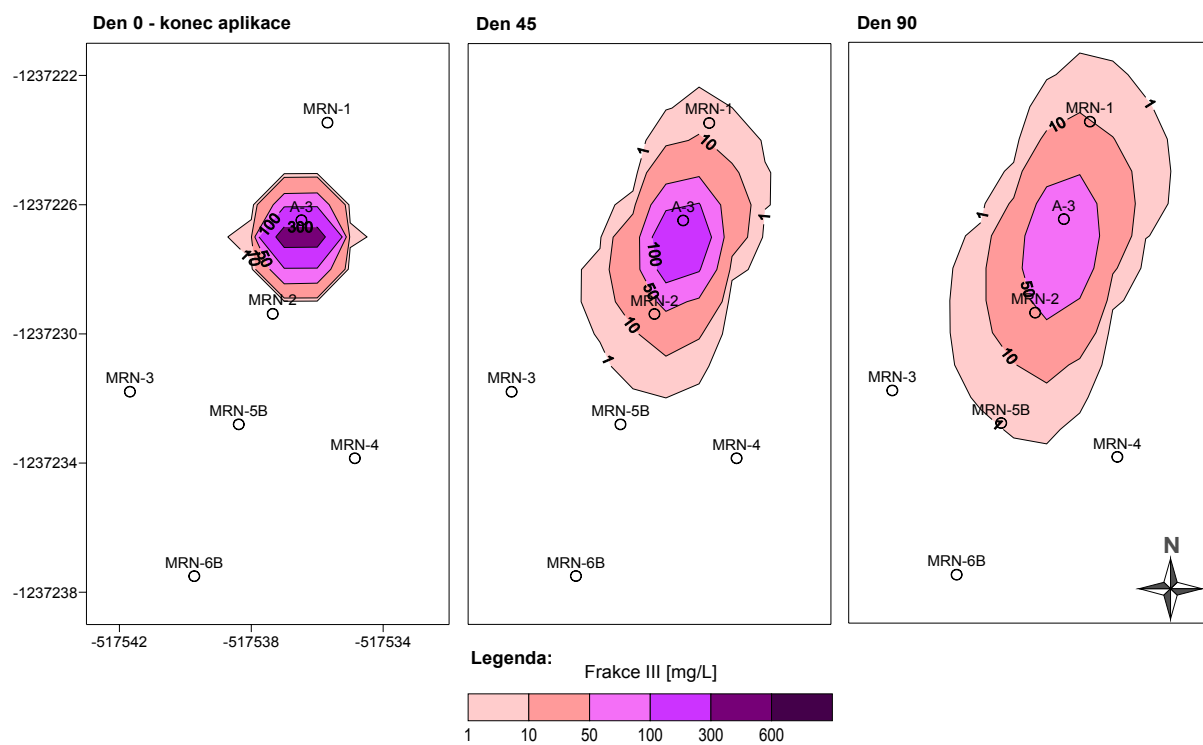 Den 0 - konec aplikace
Den 45
Den 90
-1237222
-1237226
-1237230
-1237234
-1237238
-517542
-517538
-517534
MRN-1
A-3
300
100
50
10
MRN-2
MRN-3
MRN-5B
MRN-4
MRN-6B
MRN-1
10
1
1
A-3
100
50
MRN-2
10
1
MRN-3
MRN-5B
MRN-4
MRN-6B
1
MRN-1
10
1
A-3
50
MRN-2
10
MRN-3
MRN-5B
1
MRN-4
MRN-6B
N
Legenda:
Frakce III [mg/L]
1 10 50 100 300 600